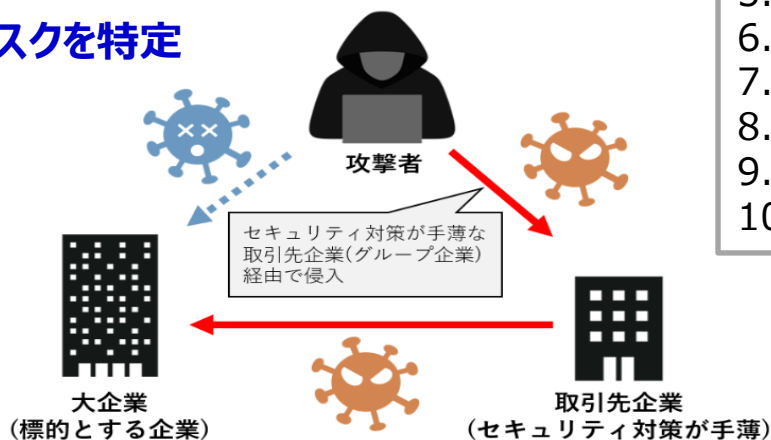 スクを特定
6.
7.
8.
9.
10
攻撃者
セキュリティ対策が手薄な
取引先企業(グループ企業)
経由で侵入
大企業
(標的とする企業)
取引先企業
(セキュリティ対策が手薄)